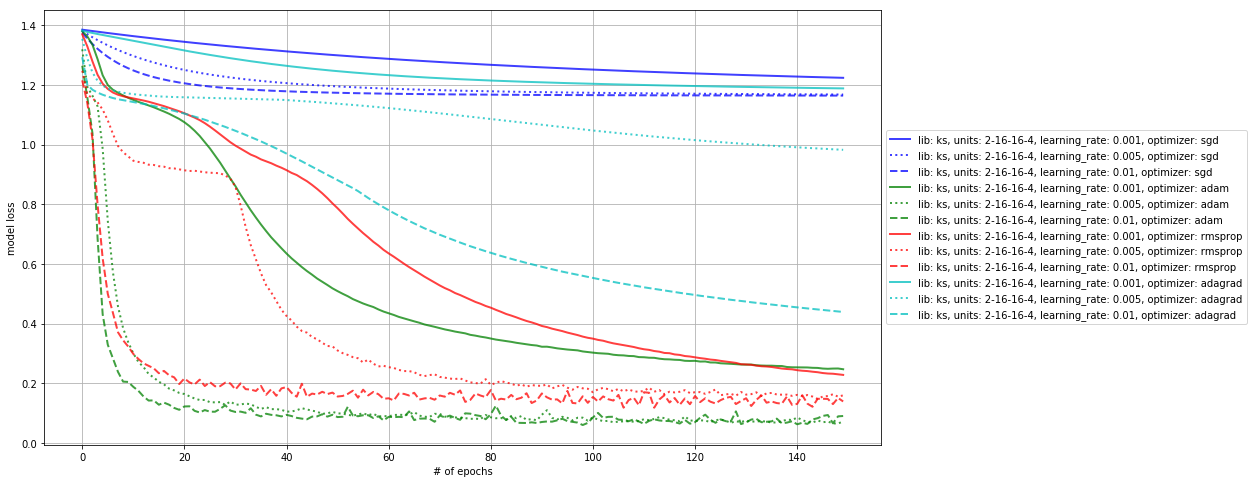 1.4
1.2
1.0
0.8
0.6
0.4
0.2
0.0
model loss
0 20 40 60 80 100 120 140
# of epochs
lib: ks, units: 2-16-16-4, learning_rate: 0.001, optimizer: sgd
lib: ks, units: 2-16-16-4, learning_rate: 0.005, optimizer: sgd
lib: ks, units: 2-16-16-4, learning_rate: 0.01, optimizer: sgd
lib: ks, units: 2-16-16-4, learning_rate: 0.001, optimizer: adam
lib: ks, units: 2-16-16-4, learning_rate: 0.005, optimizer: adam
lib: ks, units: 2-16-16-4, learning_rate: 0.01, optimizer: adam
lib: ks, units: 2-16-16-4, learning_rate: 0.001, optimizer: rmsprop
lib: ks, units: 2-16-16-4, learning_rate: 0.005, optimizer: rmsprop
lib: ks, units: 2-16-16-4, learning_rate: 0.01, optimizer: rmsprop
lib: ks, units: 2-16-16-4, learning_rate: 0.001, optimizer: adagrad
lib: ks, units: 2-16-16-4, learning_rate: 0.005, optimizer: adagrad
lib: ks, units: 2-16-16-4, learning_rate: 0.01, optimizer: adagrad